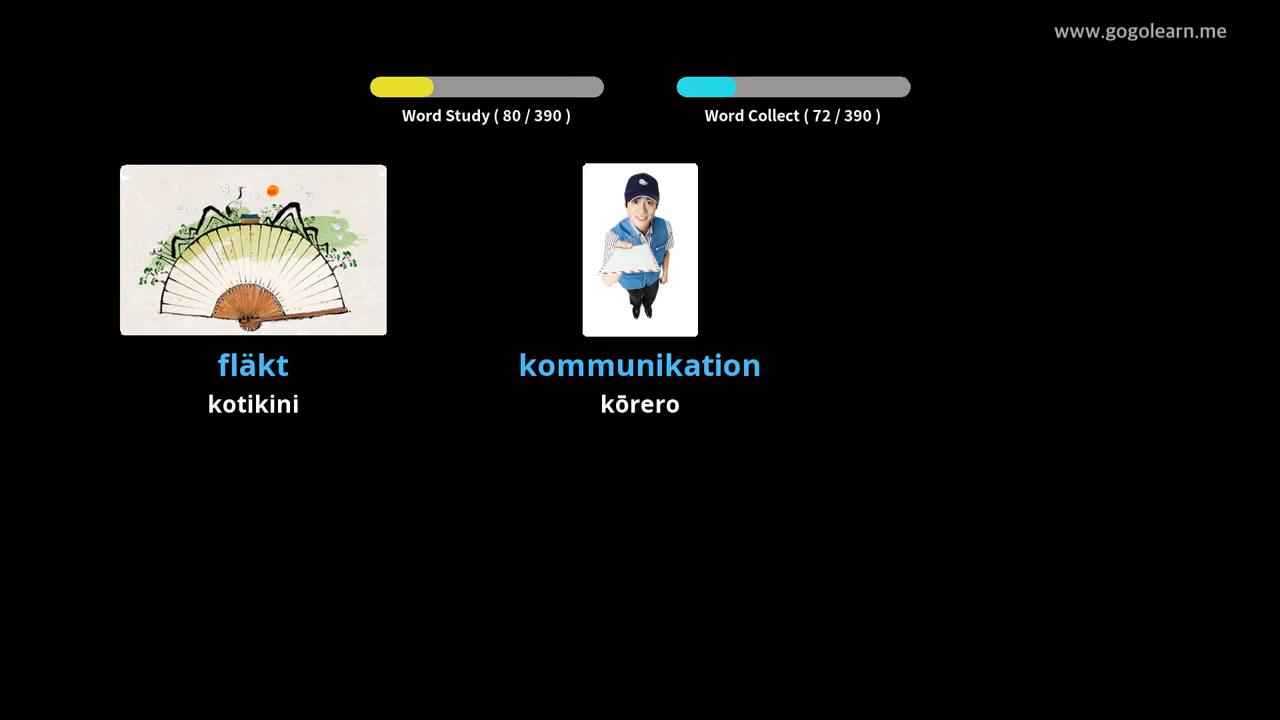 www.gogolearn.me
Word Study ( 80 / 390 )
Word Collect ( 72 / 390 )
fläkt
kotikini
kommunikation
kōrero